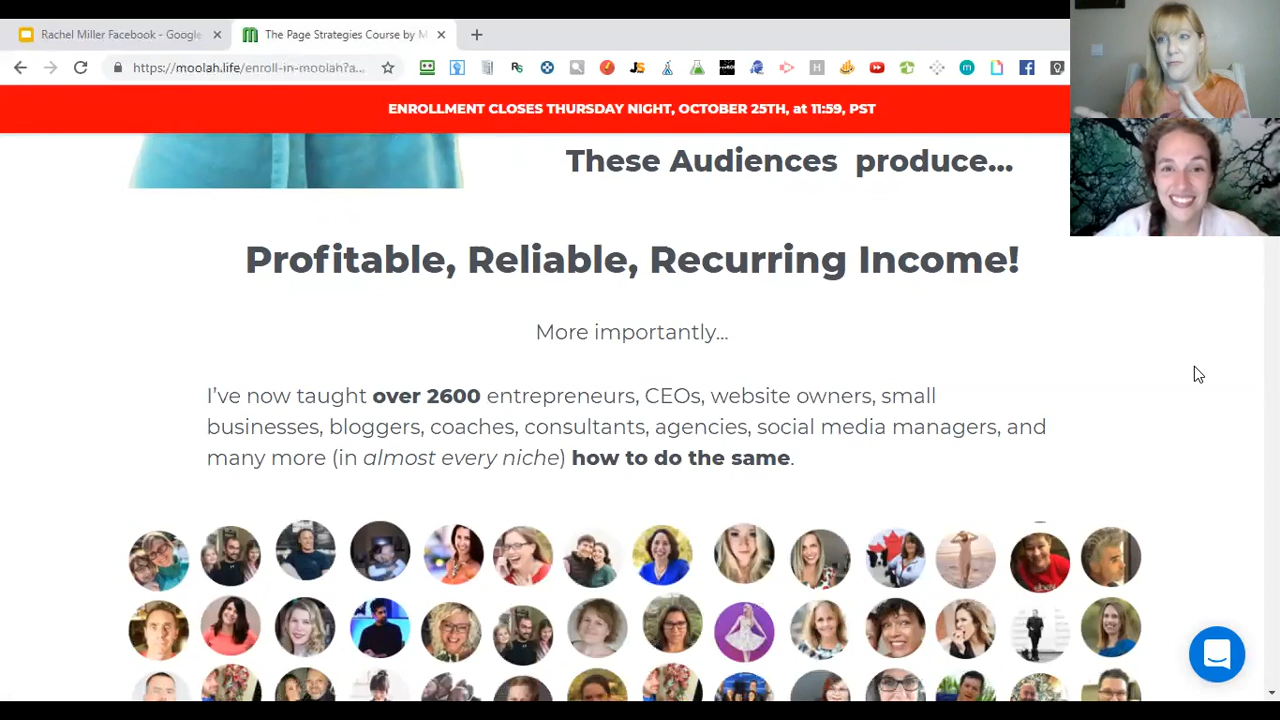 Rachel Miller Facebook - Google
The Page Strategies Course by M
https://moolah.life/enroll-in-moolah?a...
ENROLLMENT CLOSES THURSDAY NIGHT, OCTOBER 25TH, at 11:59, PST
These Audiences produce...
Profitable, Reliable, Recurring Income!
More importantly...
I've now taught over 2600 entrepreneurs, CEOs, website owners, small
businesses, bloggers, coaches, consultants, agencies, social media managers, and
many more (in almost every niche) how to do the same.